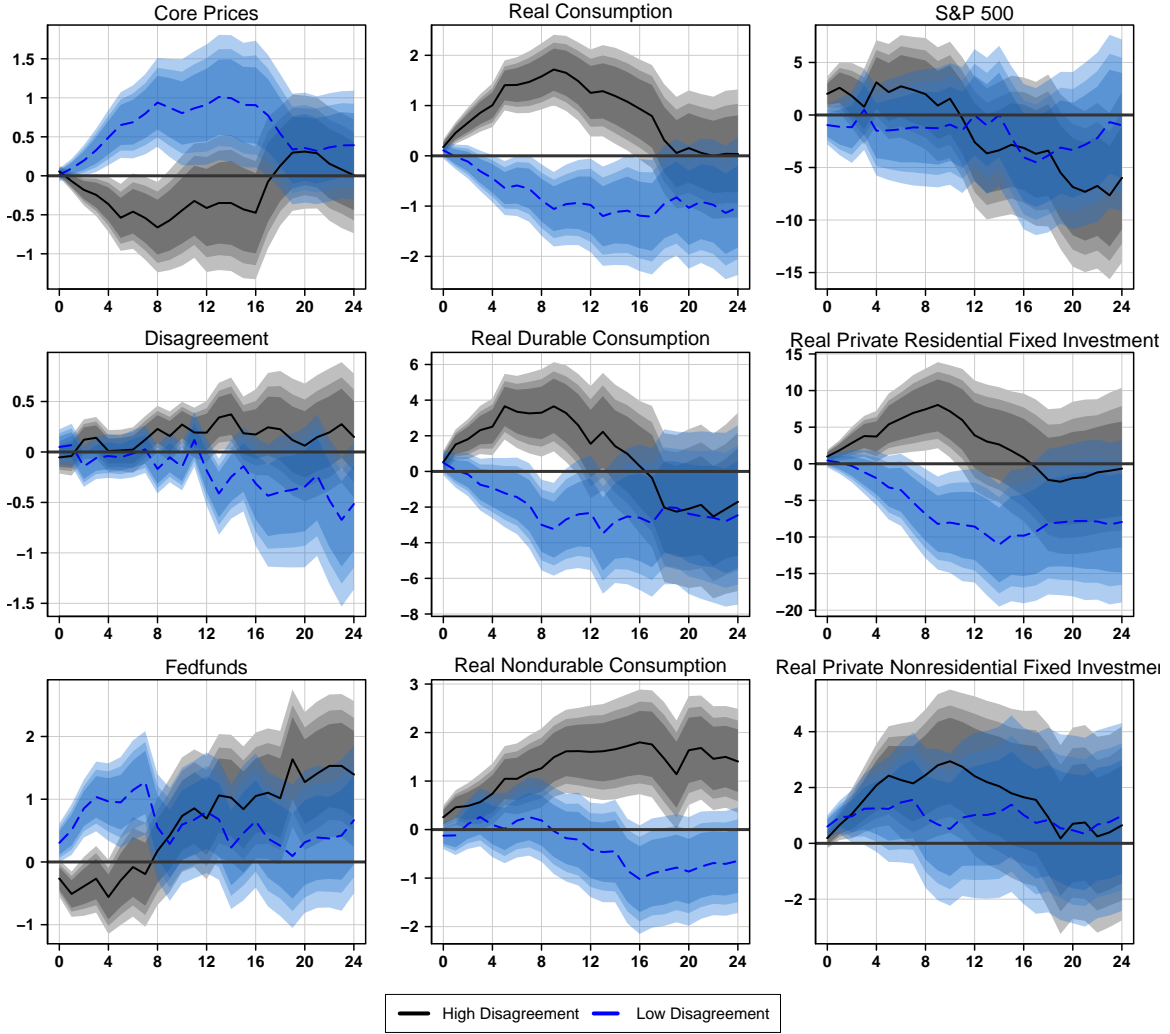 Core Prices
1.5
1
0.5
0
−0.5
−1
0 4 8 12 16 20 24
Real Consumption
2
1
0
−1
−2
0 4 8 12 16 20 24
S&P 500
5
0
−5
−10
−15
0 4 8 12 16 20 24
Disagreement
0.5
0
−0.5
−1
-1.5
0 4 8 12 16 20 24
Real Durable Consumption
6
4
2
0
−2
−4
−6
−8
0 4 8 12 16 20 24
Real Private Residential Fixed Investment
15
10
5
0
−5
−10
−15
−20
0 4 8 12 16 20 24
Fedfunds
2
1
0
−1
0 4 8 12 16 20 24
Real Nondurable Consumption
3
2
1
0
−1
−2
0 4 8 12 16 20 24
Real Private Nonresidential Fixed Investmer
4
2
0
−2
0 4 8 12 16 20 24
High Disagreement Low Disagreement